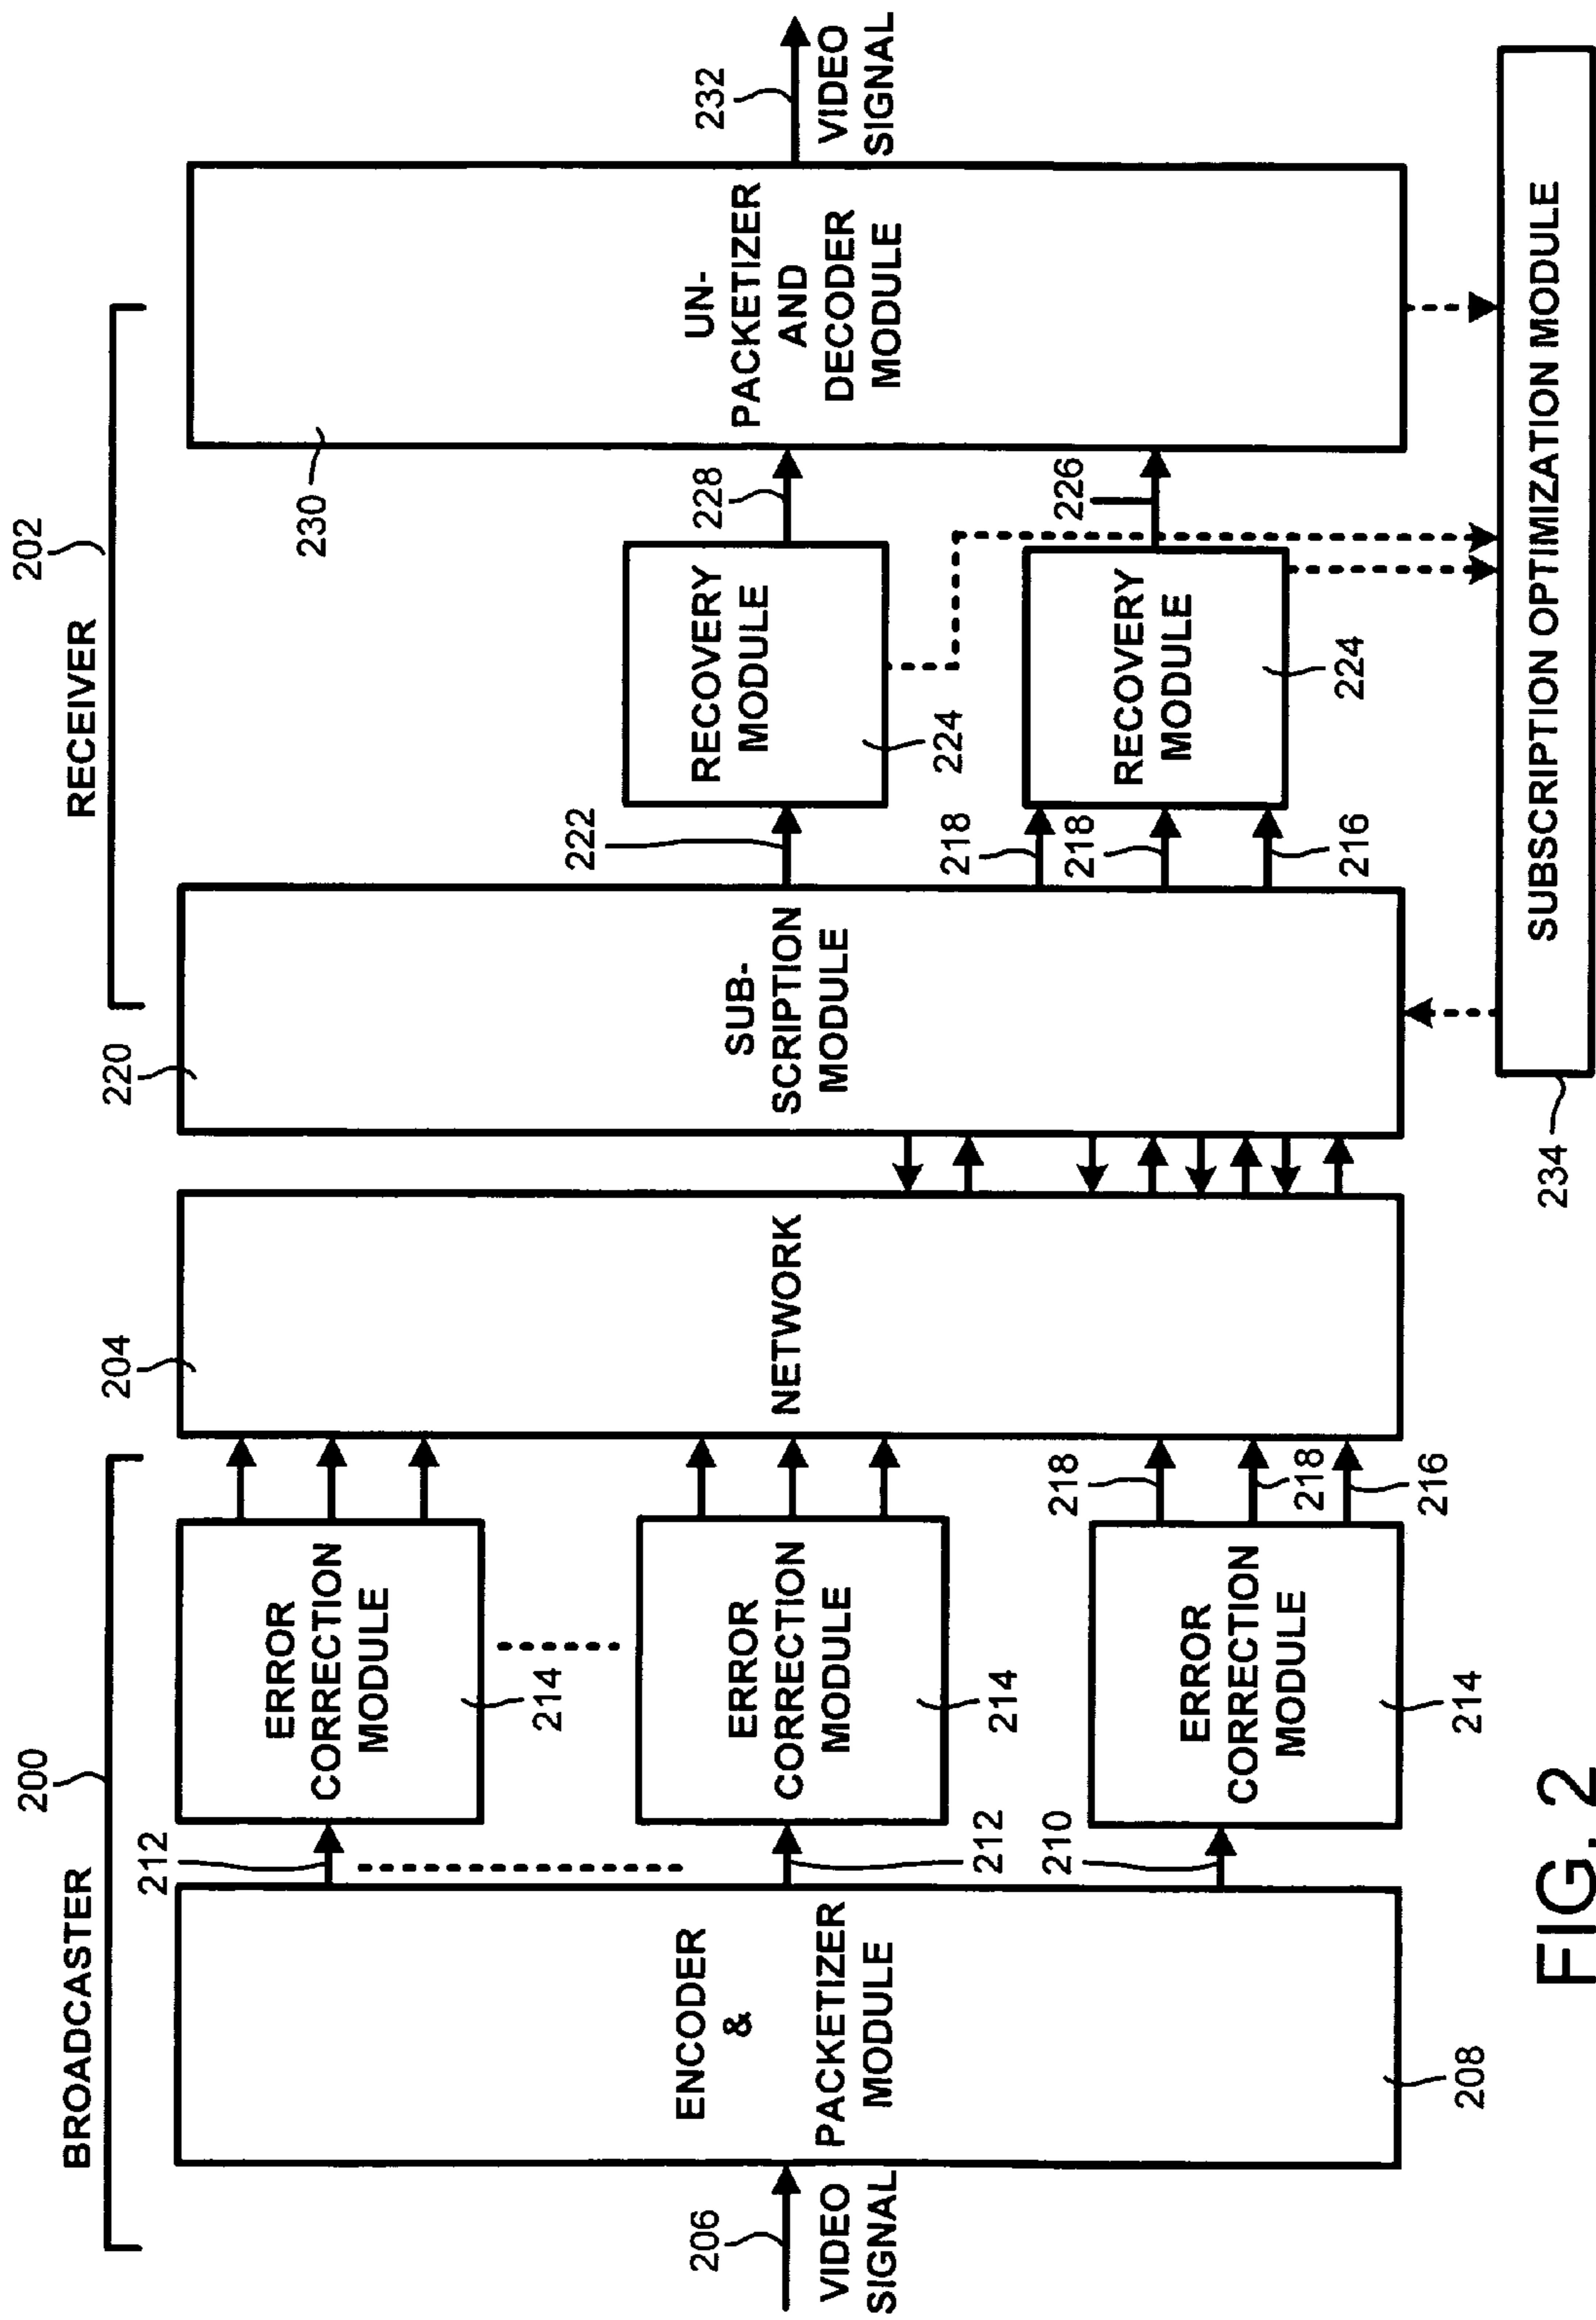 BROADCASTER
200
RECEIVER
202
206
VIDEO
SIGNAL
ENCODER
&
PACKETIZER
MODULE
208
212
212
210
ERROR
CORRECTION
MODULE
214
ERROR
CORRECTION
MODULE
214
ERROR
CORRECTION
MODULE
214
218
218
216
204
NETWORK
220
SUB-
SCRIPTION
MODULE
222
218
218
216
RECOVERY
MODULE
224
RECOVERY
MODULE
224
228
226
230
UN-
PACKETIZER
AND
DECODER
MODULE
232
VIDEO
SIGNAL
234
SUBSCRIPTION OPTIMIZATION MODULE
FIG. 2